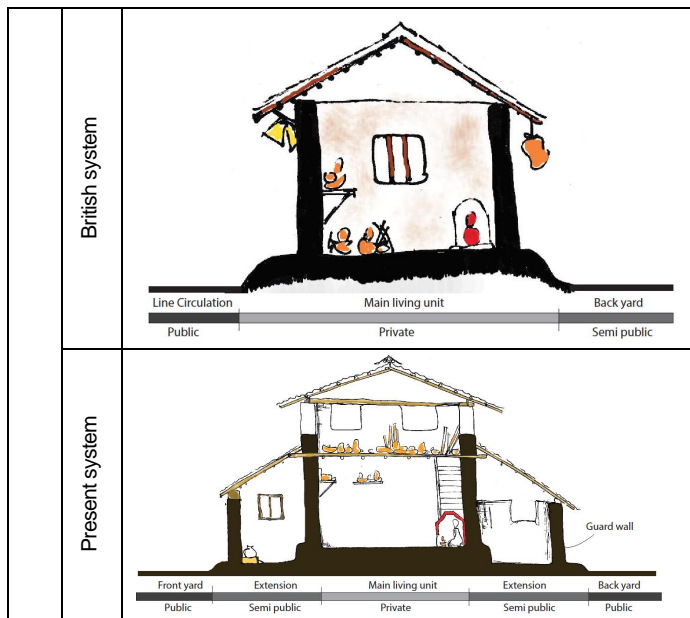 British system
Line Circulation Main living unit Back yard
Public Private Semi public
Present system
Guard wall
Front yard Extension Main living unit Extension Back yard
Public Semi public Private Semi public Public